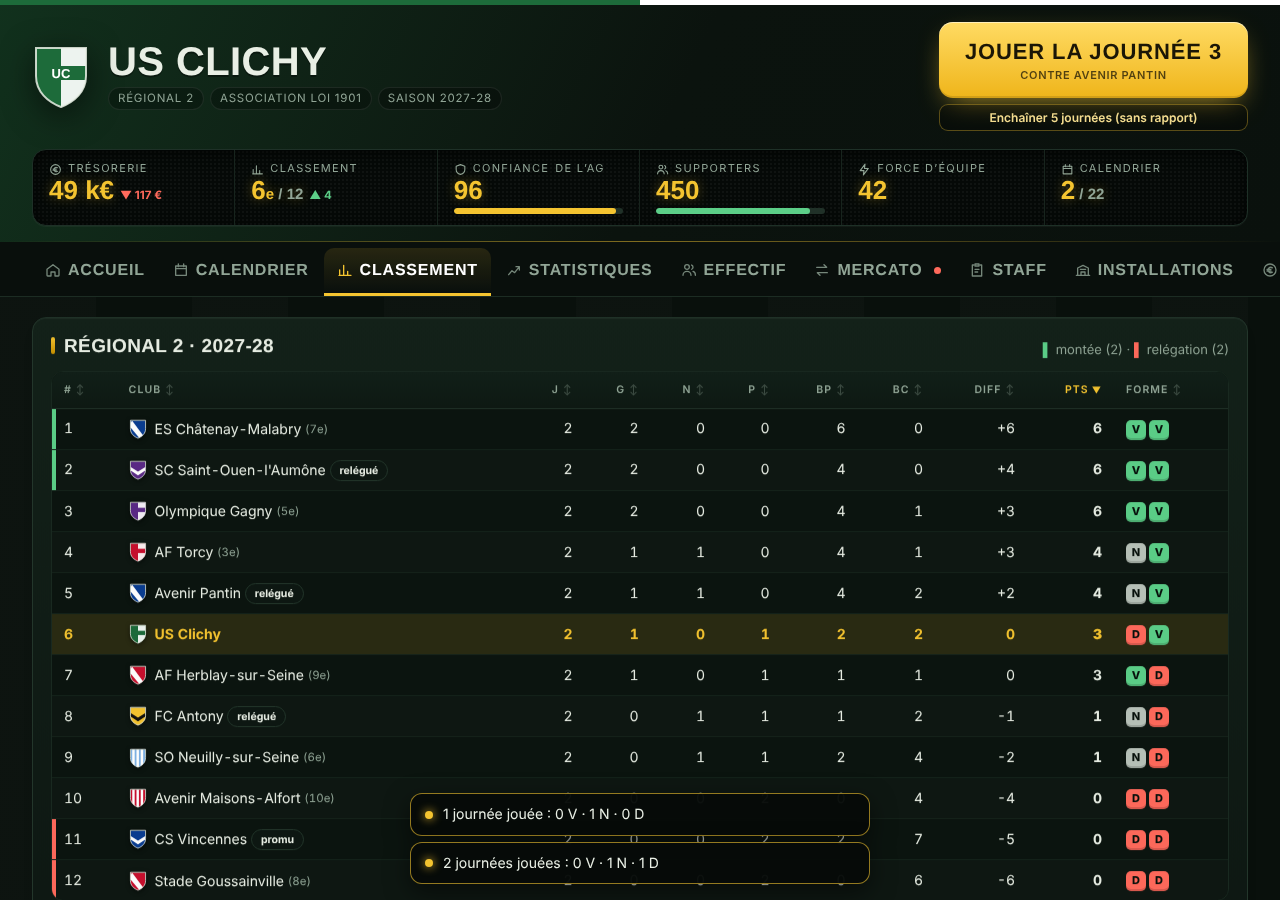 UC
US CLICHY
RÉGIONAL 2 ASSOCIATION LOI 1901 SAISON 2027-28
JOUER LA JOURNÉE 3
CONTRE AVENIR PANTIN
Enchaîner 5 journées (sans rapport)
TRÉSORERIE
49 k€ ▼ 117 €
CLASSEMENT
6e / 12 ▲ 4
CONFIANCE DE L'AG
96
SUPPORTERS
450
FORCE D'ÉQUIPE
42
CALENDRIER
2 / 22
ACCUEIL CALENDRIER CLASSEMENT STATISTIQUES EFFECTIF MERCATO STAFF INSTALLATIONS
RÉGIONAL 2 · 2027-28
montée (2) · relégation (2)
# CLUB J G N P BP BC DIFF PTS ▼ FORME
1 ES Châtenay-Malabry (7e) 2 2 0 0 6 0 +6 6 V V
2 SC Saint-Ouen-l'Aumône relégué 2 2 0 0 4 0 +4 6 V V
3 Olympique Gagny (5e) 2 2 0 0 4 1 +3 6 V V
4 AF Torcy (3e) 2 1 1 0 4 1 +3 4 N V
5 Avenir Pantin relégué 2 1 1 0 4 2 +2 4 N V
6 US Clichy 2 1 0 1 2 2 0 3 D V
7 AF Herblay-sur-Seine (9e) 2 1 0 1 1 1 0 3 V D
8 FC Antony relégué 2 0 1 1 1 2 -1 1 N D
9 SO Neuilly-sur-Seine (6e) 2 0 1 1 2 4 -2 1 N D
10 Avenir Maisons-Alfort (10e) 4 -4 0 D D
1 journée jouée : 0 V · 1 N · 0 D
11 CS Vincennes promu 7 -5 0 D D
2 journées jouées : 0 V · 1 N · 1 D
12 Stade Goussainville (8e) 6 -6 0 D D